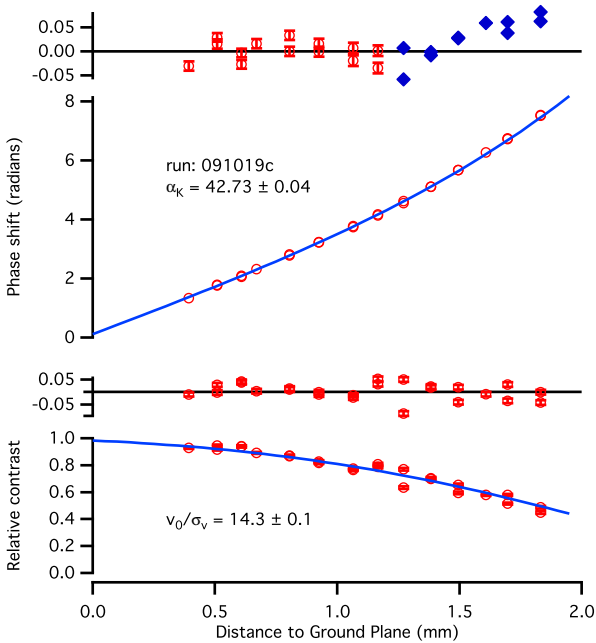 0.05
0.00
-0.05
8
6
4
2
0
Phase shift (radians)
run: 091019c
αK = 42.73 ± 0.04
0.05
-0.05
1.0
0.8
0.6
0.4
0.2
0.0
Relative contrast
v0/σv = 14.3 ± 0.1
0.0 0.5 1.0 1.5 2.0
Distance to Ground Plane (mm)